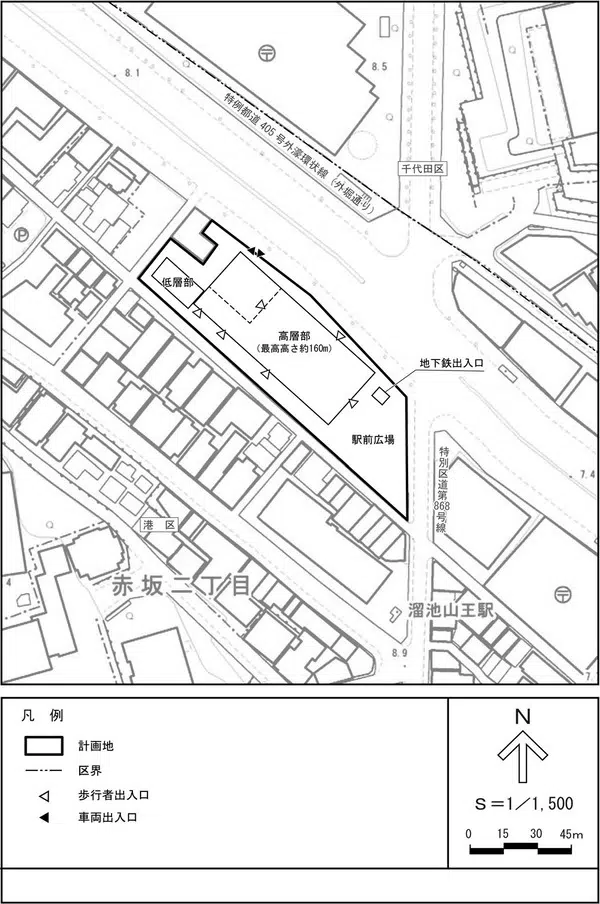 8.1
8.5
特例都道 405 号外濠環状線（外堀通り）
千代田区
低層部
高層部
（最高高さ約160m）
地下鉄出入口
駅前広場
特別区道第868号線
7.4
港 区
4
赤坂二丁目
溜池山王駅
8.9
7
凡 例
計画地
区界
歩行者出入口
車両出入口
N
S＝1／1,500
0 15 30 45m